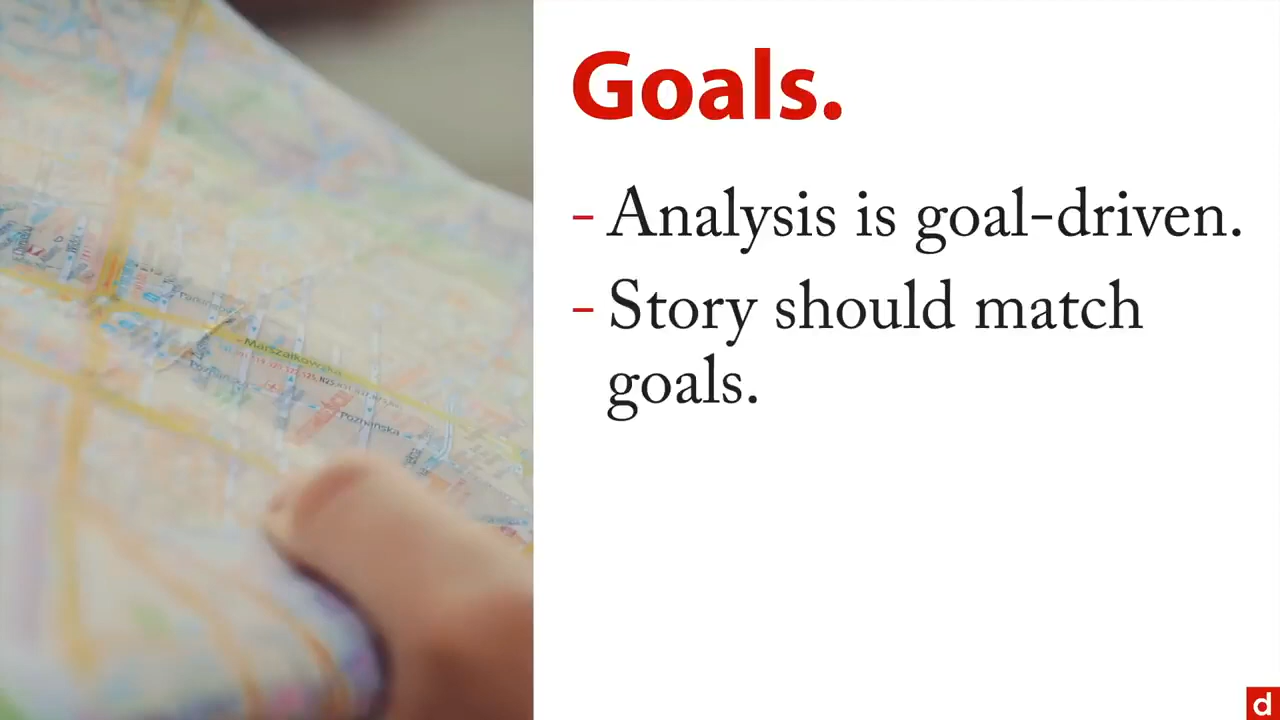 Goals.
- Analysis is goal-driven.
- Story should match
goals.
Marszałkowska
Poznańska
d